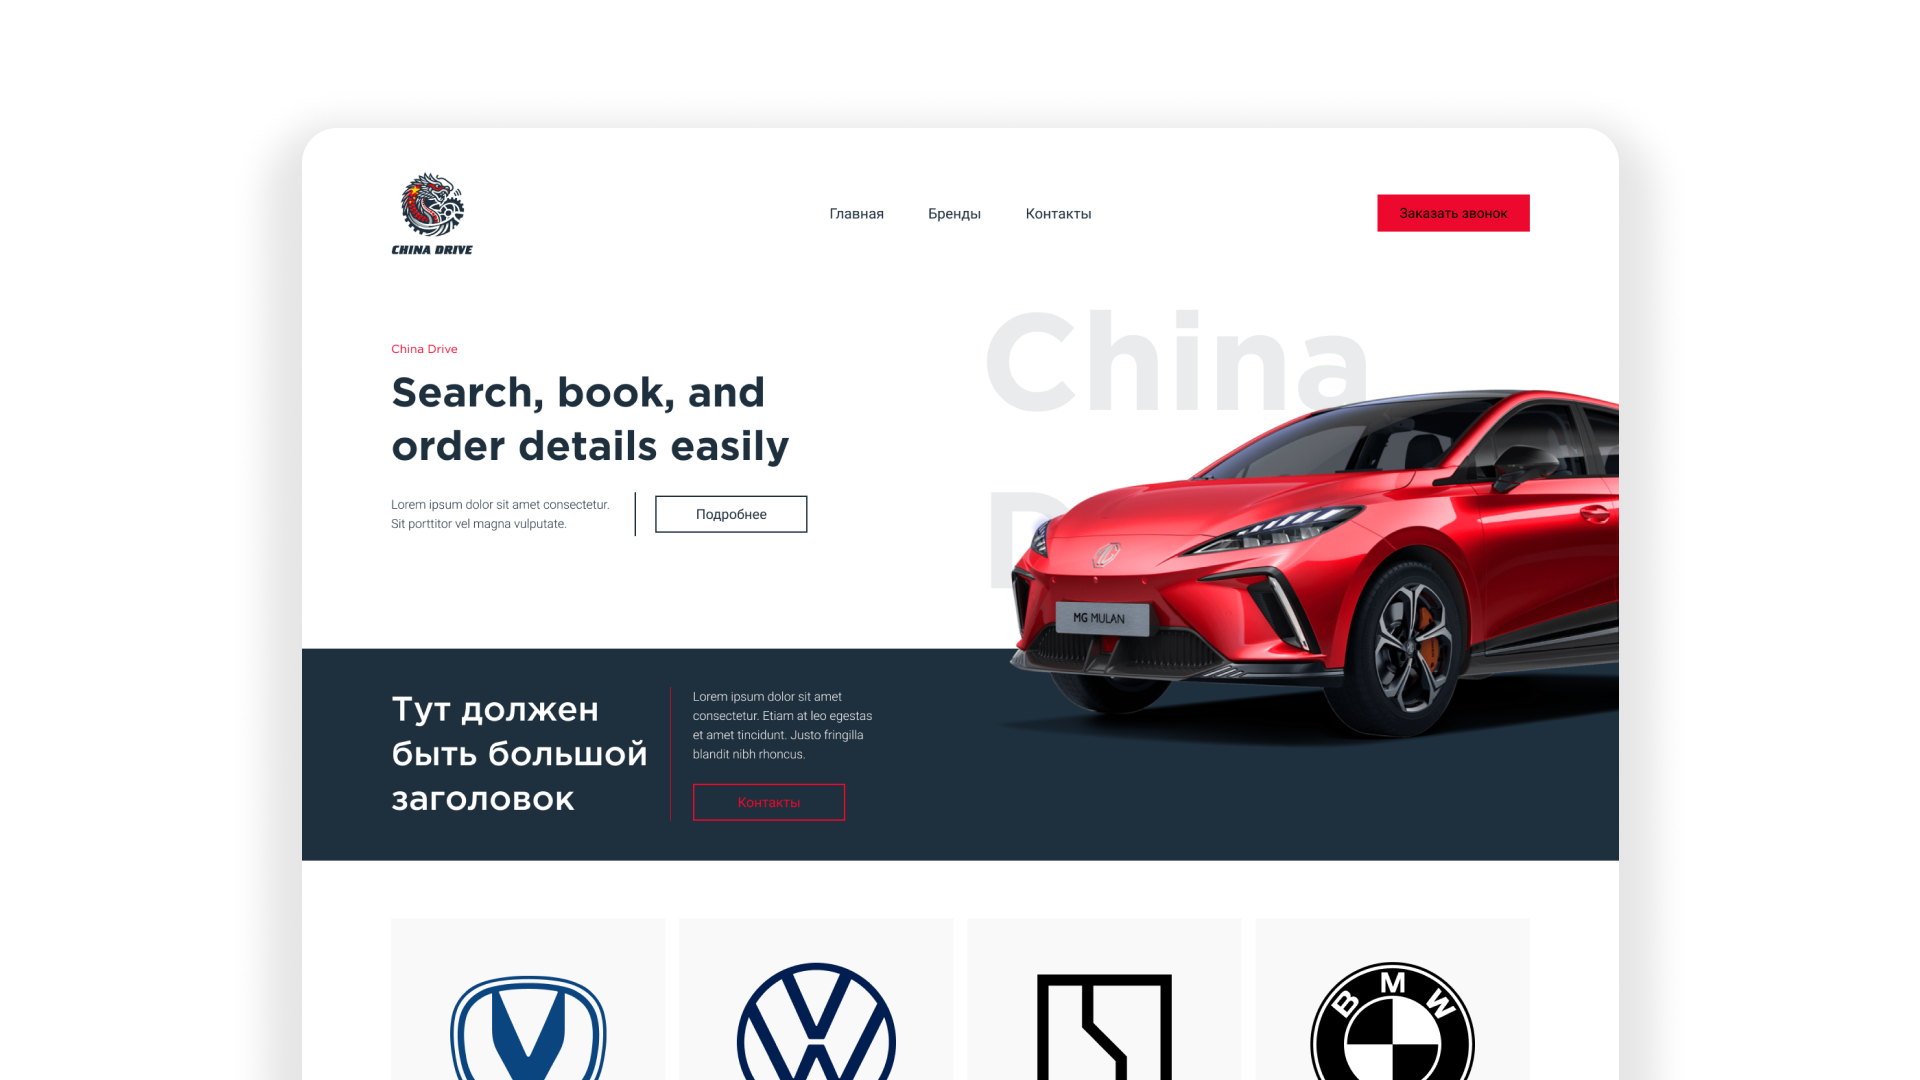 CHINA DRIVE
Главная
Бренды
Контакты
Заказать звонок
China
D
China Drive
Search, book, and
order details easily
Lorem ipsum dolor sit amet consectetur.
Sit porttitor vel magna vulputate.
Подробнее
MG MULAN
Тут должен
быть большой
заголовок
Lorem ipsum dolor sit amet
consectetur. Etiam at leo egestas
et amet tincidunt. Justo fringilla
blandit nibh rhoncus.
Контакты
BMW